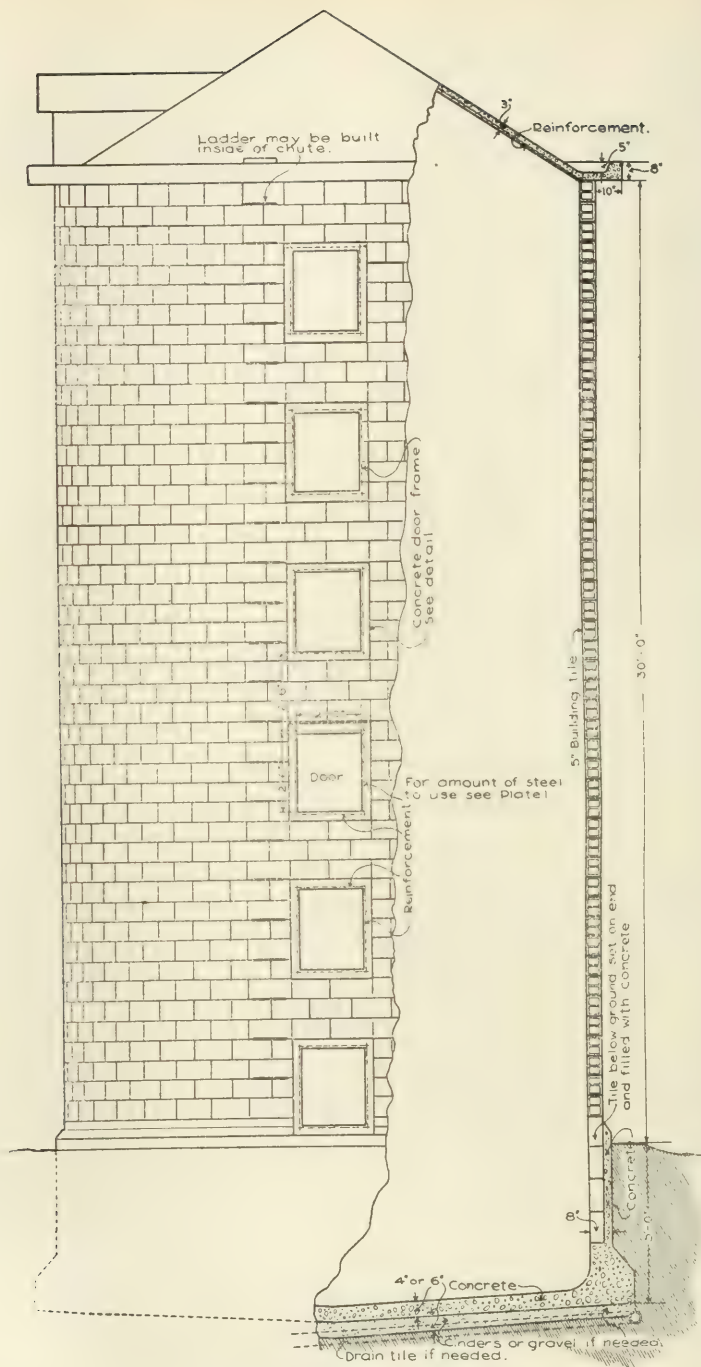 3"
Reinforcement.
Ladder may be built
inside of chute.
5"
8"
10"
Concrete door frame
See detail
30'-0"
5" Building tile
Door
For amount of steel
to use see Plate I
Reinforcement
Tile below ground set on end
and filled with concrete
Concrete
5'-0"
8"
4" or 6" Concrete
Cinders or gravel if needed.
Drain tile if needed.